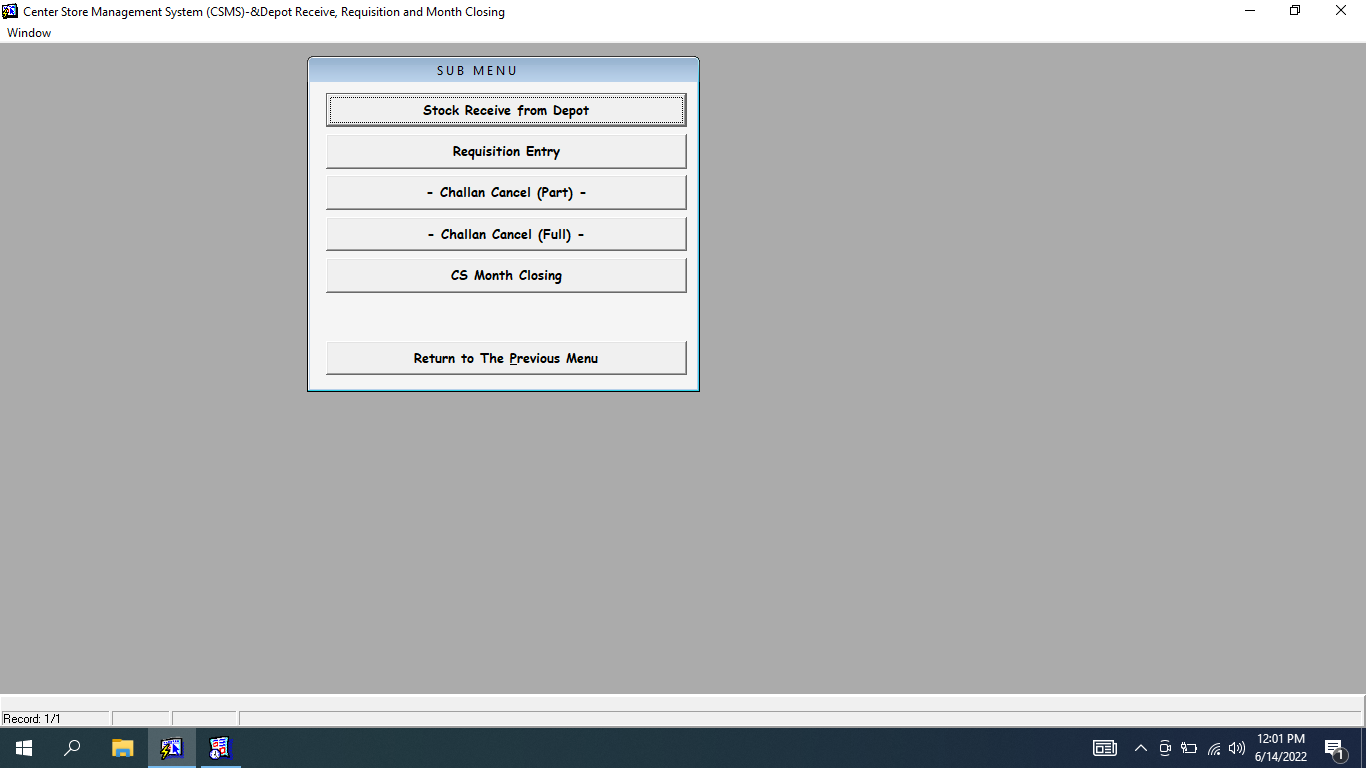 Center Store Management System (CSMS)-&Depot Receive, Requisition and Month Closing
Window
SUB MENU
Stock Receive from Depot
Requisition Entry
- Challan Cancel (Part) -
- Challan Cancel (Full) -
CS Month Closing
Return to The Previous Menu
Record: 1/1
12:01 PM
6/14/2022
1